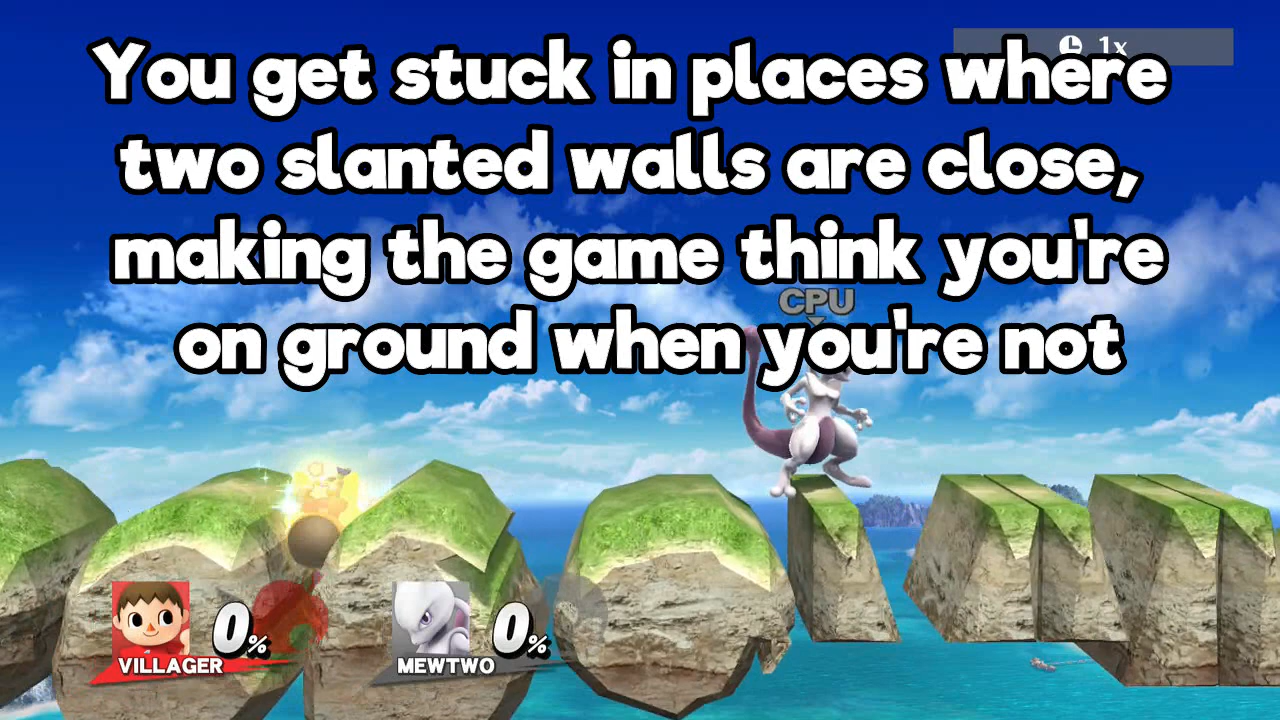 1x
You get stuck in places where
two slanted walls are close,
making the game think you're
CPU
on ground when you're not
0%
0%
VILLAGER
MEWTWO